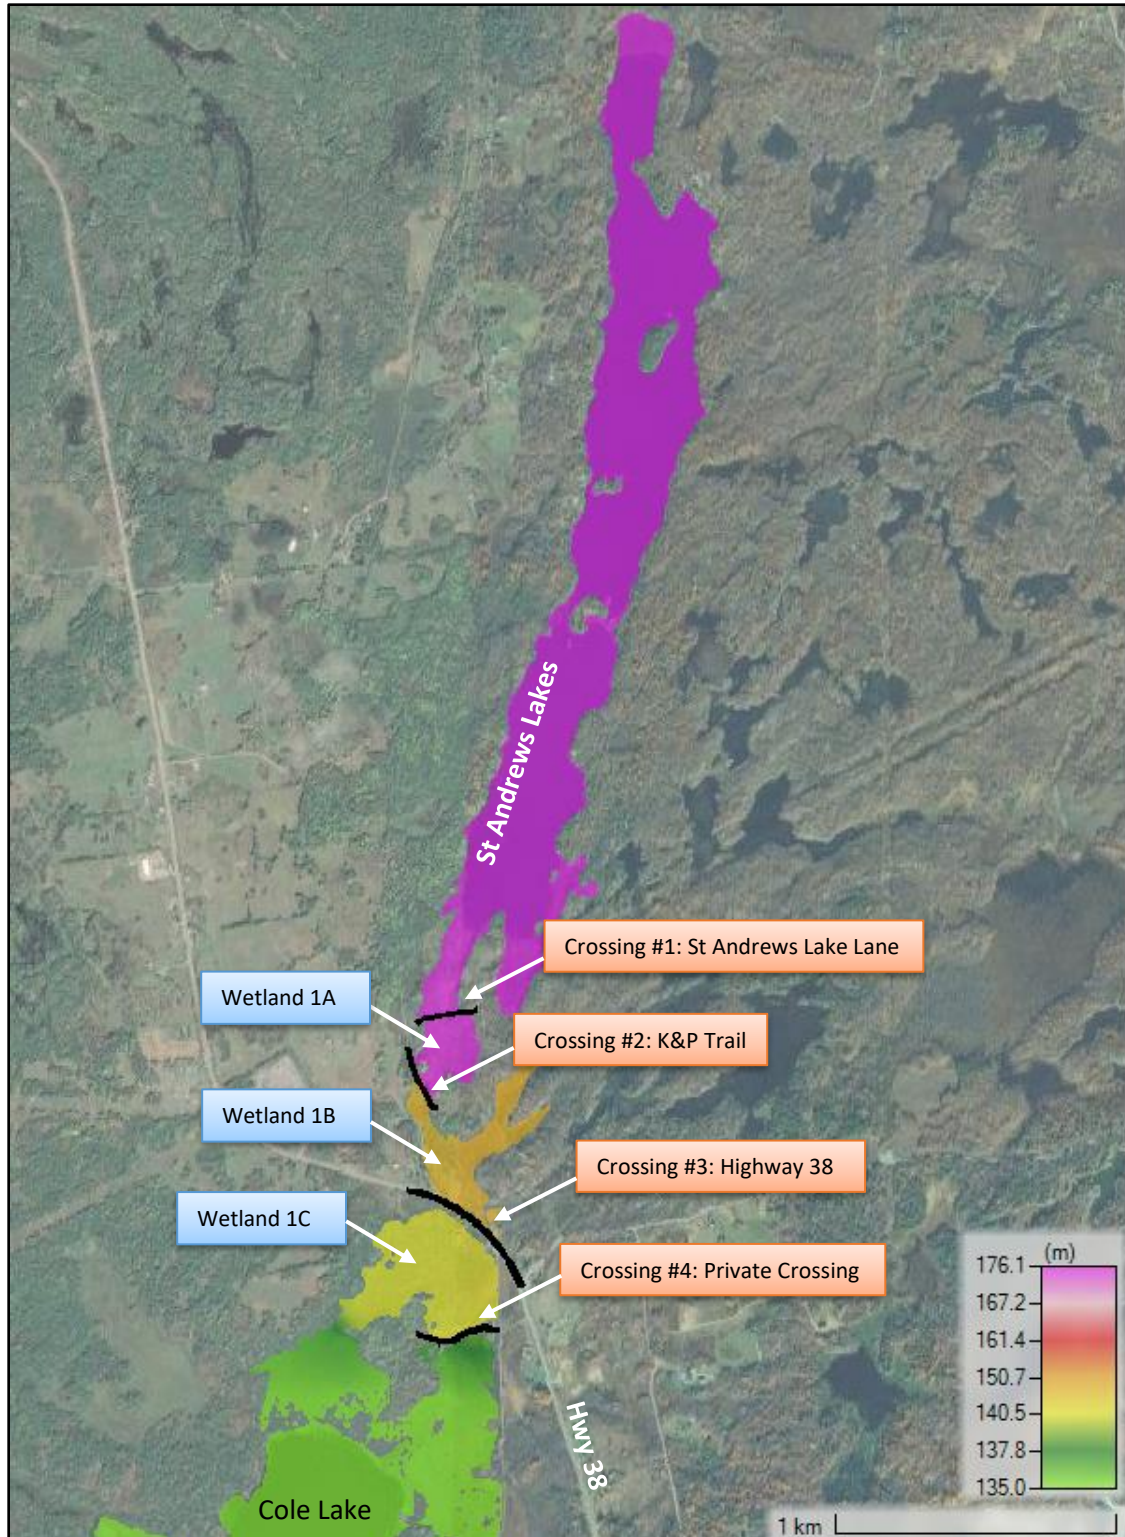 St Andrews Lakes
Crossing #1: St Andrews Lake Lane
Wetland 1A
Crossing #2: K&P Trail
Wetland 1B
Crossing #3: Highway 38
Wetland 1C
Crossing #4: Private Crossing
(m)
176.1
167.2
161.4
150.7
140.5
137.8
135.0
Hwy 38
Cole Lake
1 km